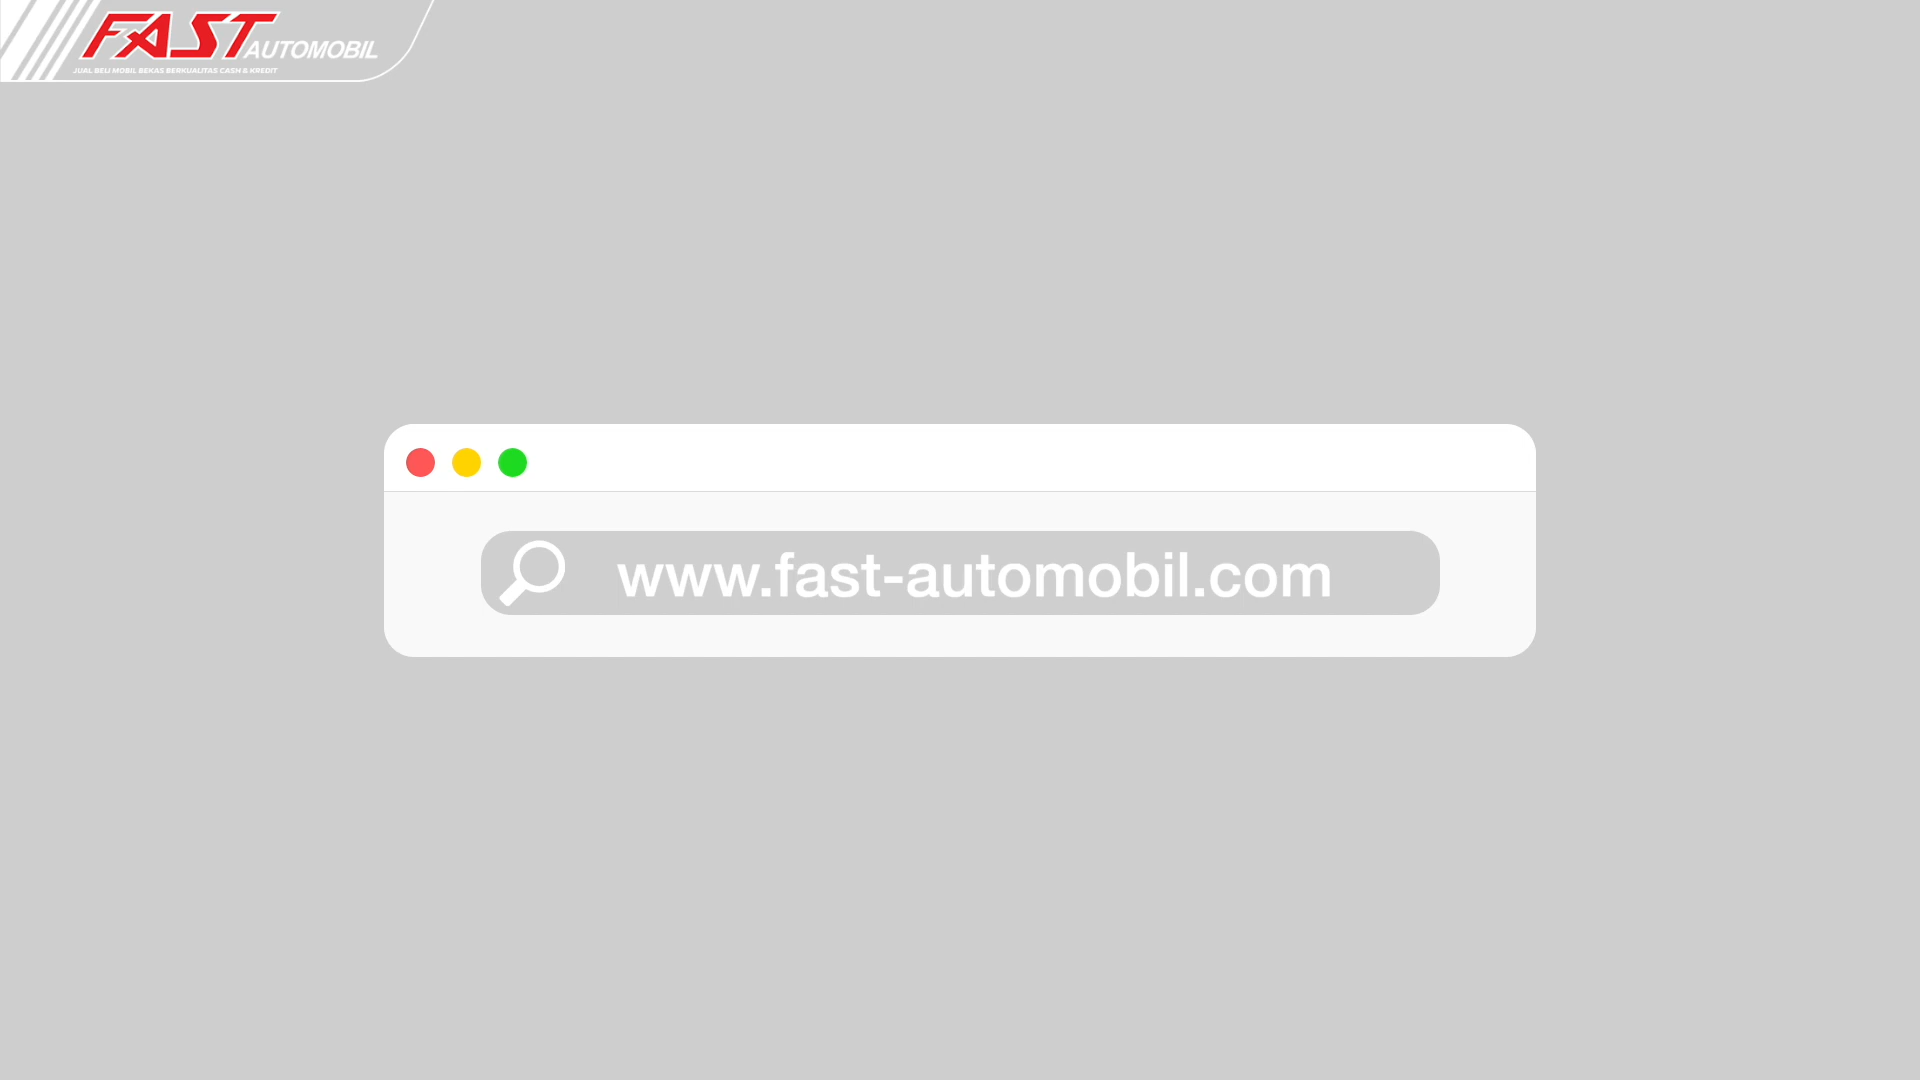 FAST AUTOMOBIL
JUAL BELI MOBIL BEKAS BERKUALITAS CASH & KREDIT
www.fast-automobil.com